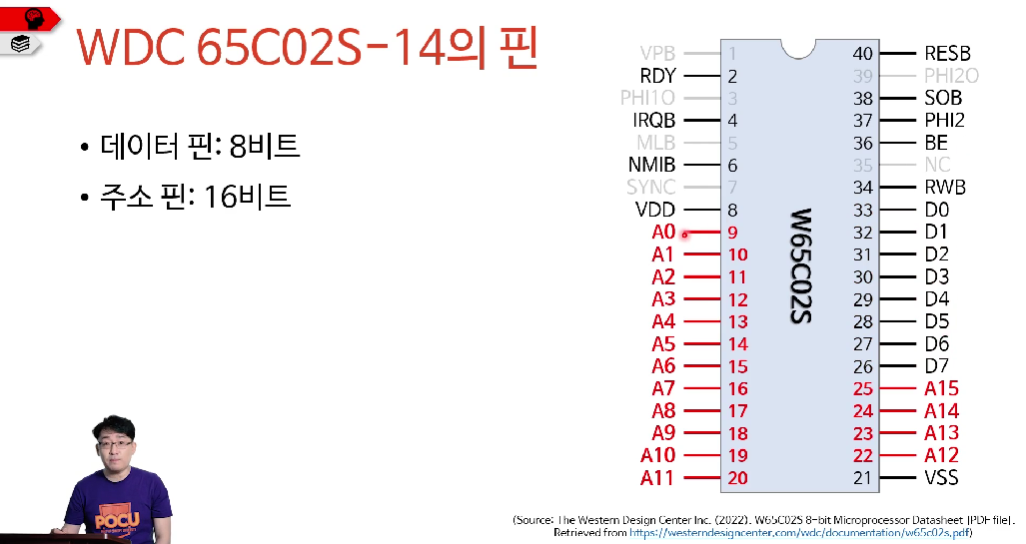 WDC 65C02S-14의 핀
• 데이터 핀: 8비트
• 주소 핀: 16비트
VPB 1 40 RESB
RDY 2 39 PHI2O
PHI1O 3 38 SOB
IRQB 4 37 PHI2
MLB 5 36 BE
NMIB 6 35 NC
SYNC 7 34 RWB
VDD 8 33 D0
A0 9 32 D1
A1 10 31 D2
A2 11 30 D3
A3 12 29 D4
A4 13 28 D5
A5 14 27 D6
A6 15 26 D7
A7 16 25 A15
A8 17 24 A14
A9 18 23 A13
A10 19 22 A12
A11 20 21 VSS
W65C02S
POCU
(Source: The Western Design Center Inc. (2022). W65C02S 8-bit Microprocessor Datasheet [PDF file].
Retrieved from https://westerndesigncenter.com/wdc/documentation/w65c02s.pdf)